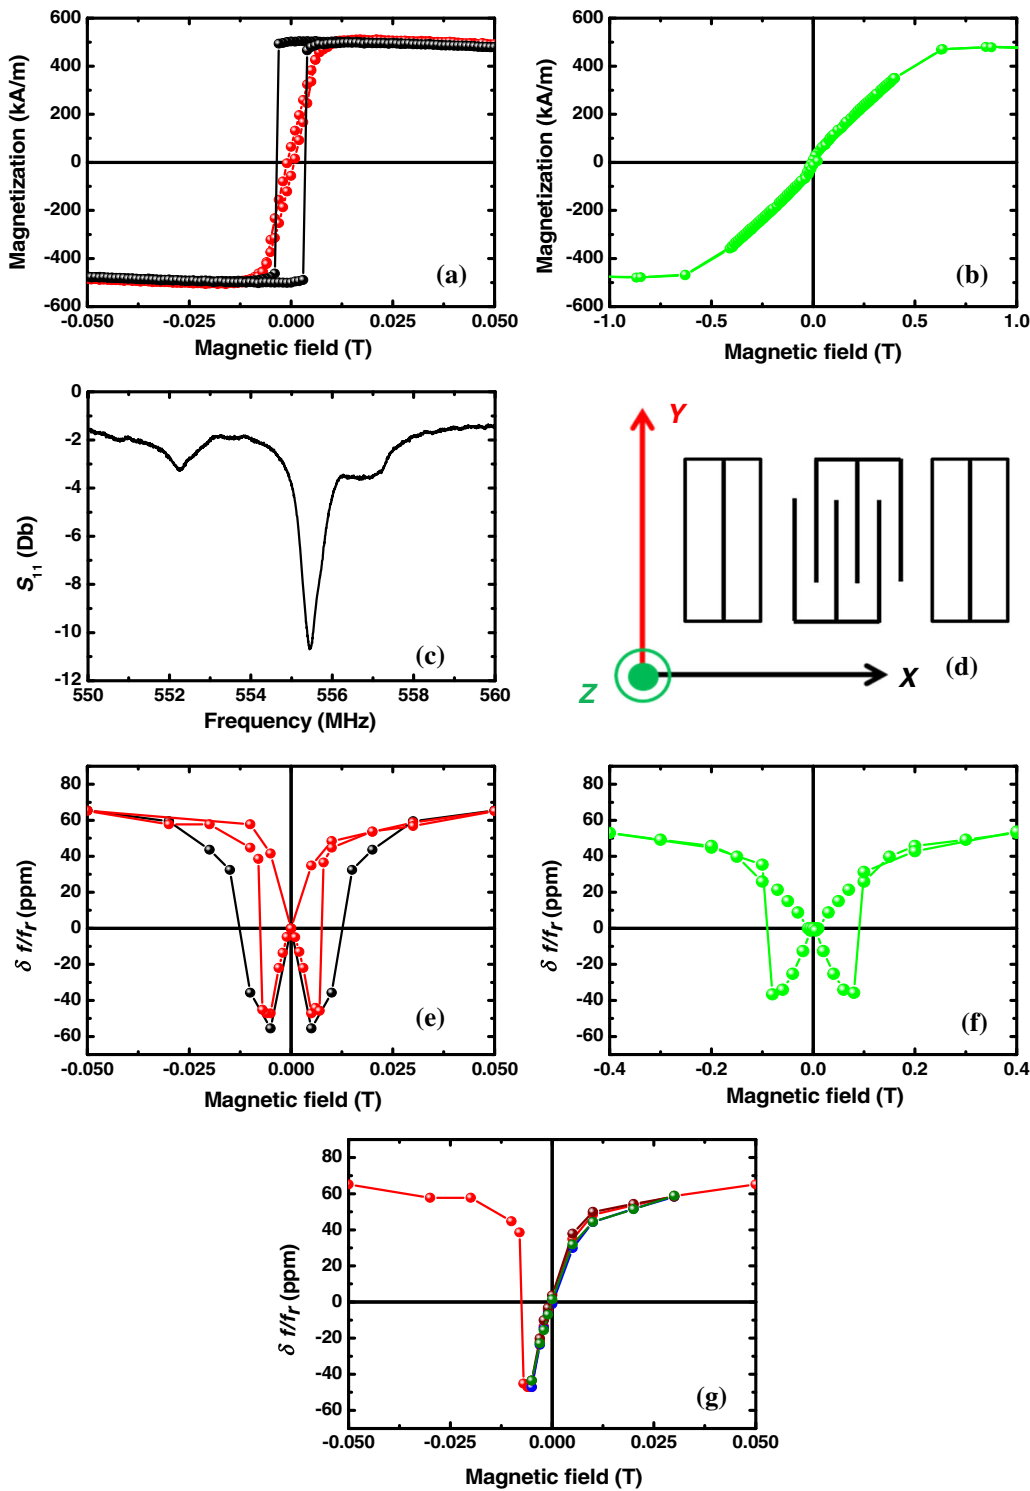 600
400
200
0
-200
-400
-600
Magnetization (kA/m)
-0.050 -0.025 0.000 0.025 0.050
Magnetic field (T)
(a)
600
400
200
0
-200
-400
-600
Magnetization (kA/m)
-1.0 -0.5 0.0 0.5 1.0
Magnetic field (T)
(b)
0
-2
-4
-6
-8
-10
-12
S11 (Db)
550 552 554 556 558 560
Frequency (MHz)
(c)
Y
X
Z
(d)
80
60
40
20
0
-20
-40
-60
δ f/fr (ppm)
-0.050 -0.025 0.000 0.025 0.050
Magnetic field (T)
(e)
80
60
40
20
0
-20
-40
-60
δ f/fr (ppm)
-0.4 -0.2 0.0 0.2 0.4
Magnetic field (T)
(f)
80
60
40
20
0
-20
-40
-60
δ f/fr (ppm)
-0.050 -0.025 0.000 0.025 0.050
Magnetic field (T)
(g)